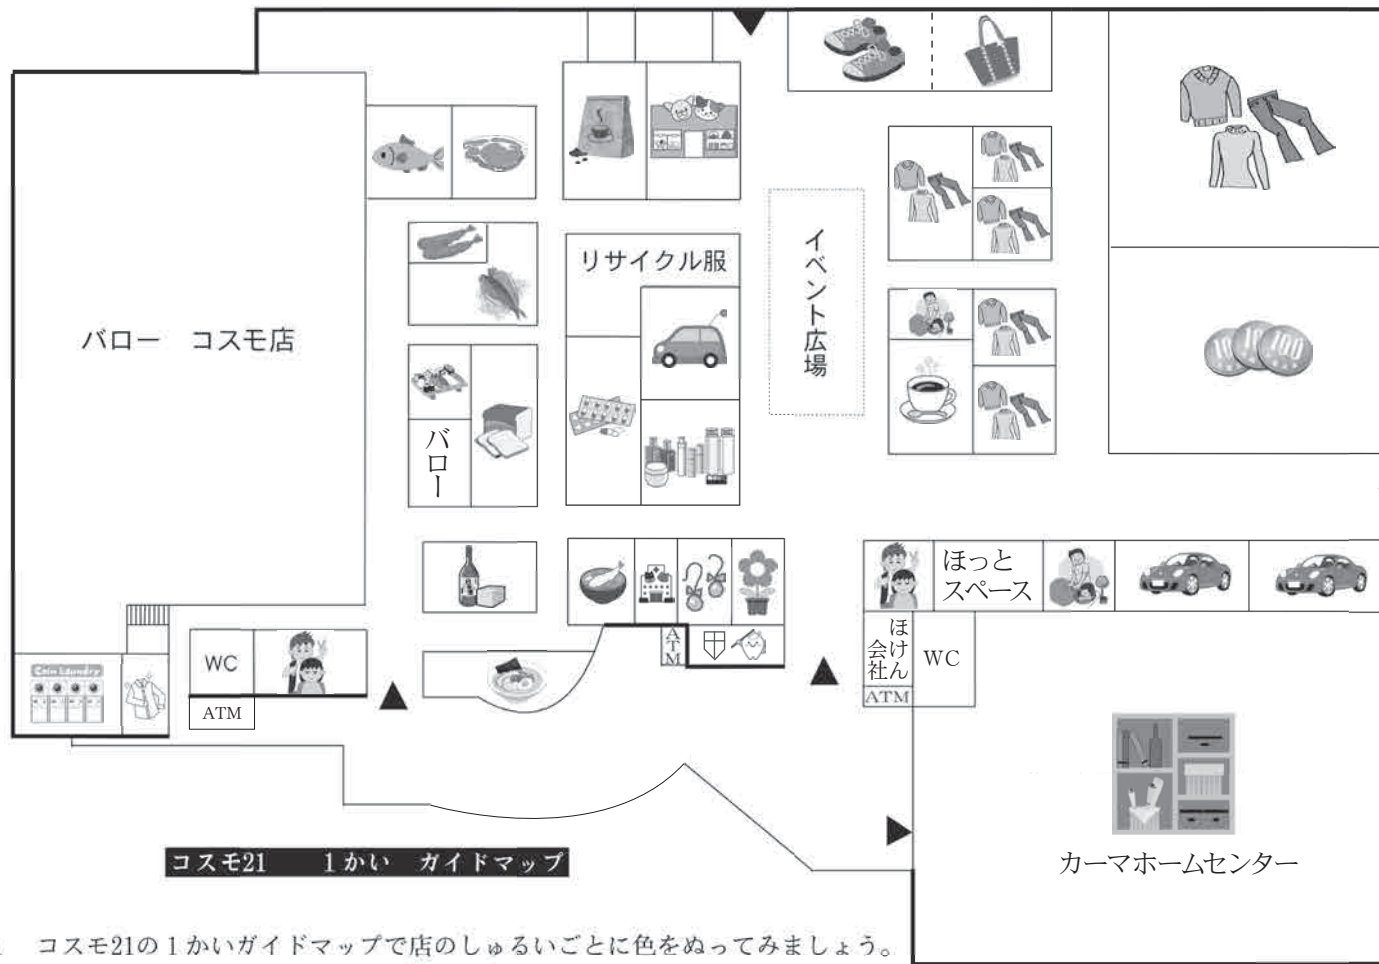 リサイクル服
イベント広場
バロー　コスモ店
バロー
ほっと
スペース
Coin Laundry
WC
ATM
ATM
ほけん
会社
WC
ATM
コスモ21　1かい　ガイドマップ
カーマホームセンター
コスモ21の1かいガイドマップで店のしゅるいごとに色をぬってみましょう。